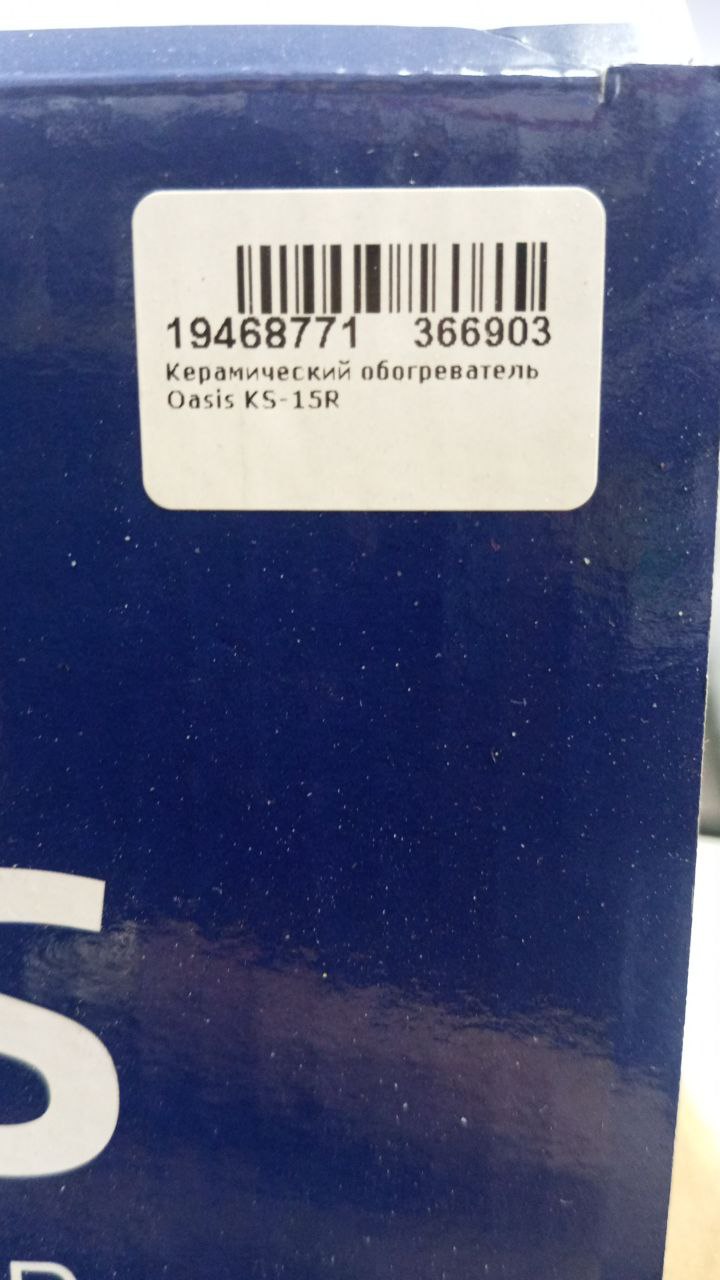 19468771 366903
Керамический обогреватель
Oasis KS-15R
S